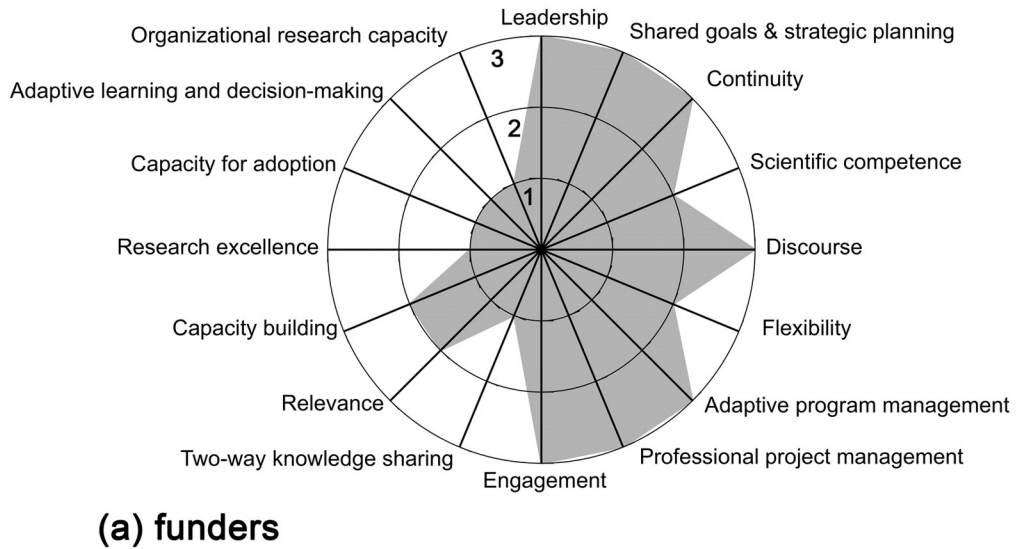 Leadership
Organizational research capacity
Shared goals & strategic planning
3
Continuity
Adaptive learning and decision-making
2
Capacity for adoption
Scientific competence
1
Research excellence
Discourse
Capacity building
Flexibility
Relevance
Adaptive program management
Two-way knowledge sharing
Professional project management
Engagement
(a) funders